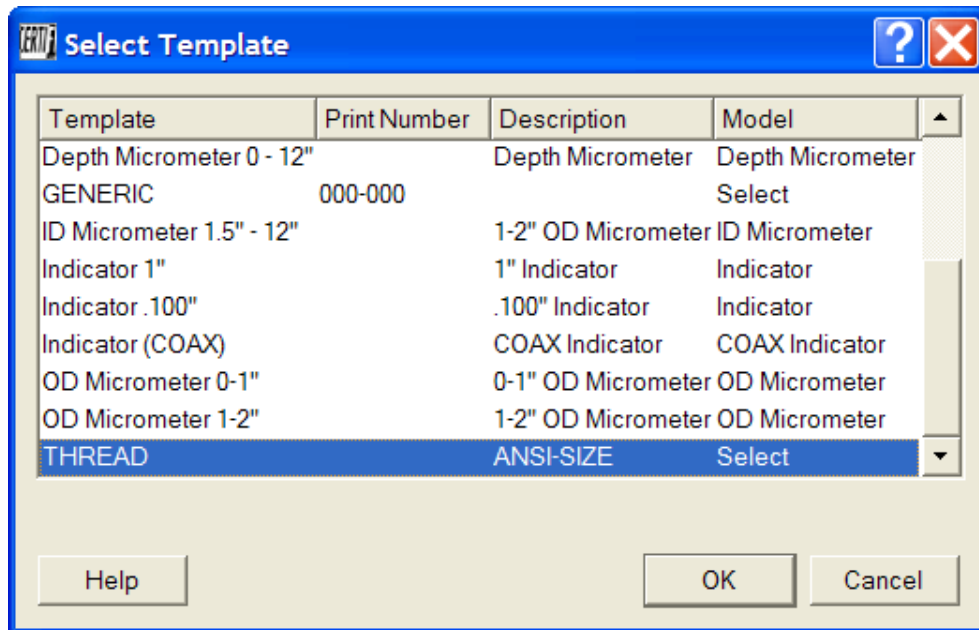 Select Template
Template Print Number Description Model
Depth Micrometer 0 - 12" Depth Micrometer Depth Micrometer
GENERIC 000-000 Select
ID Micrometer 1.5" - 12" 1-2" OD Micrometer ID Micrometer
Indicator 1" 1" Indicator Indicator
Indicator .100" .100" Indicator Indicator
Indicator (COAX) COAX Indicator COAX Indicator
OD Micrometer 0-1" 0-1" OD Micrometer OD Micrometer
OD Micrometer 1-2" 1-2" OD Micrometer OD Micrometer
THREAD ANSI-SIZE Select
Help OK Cancel